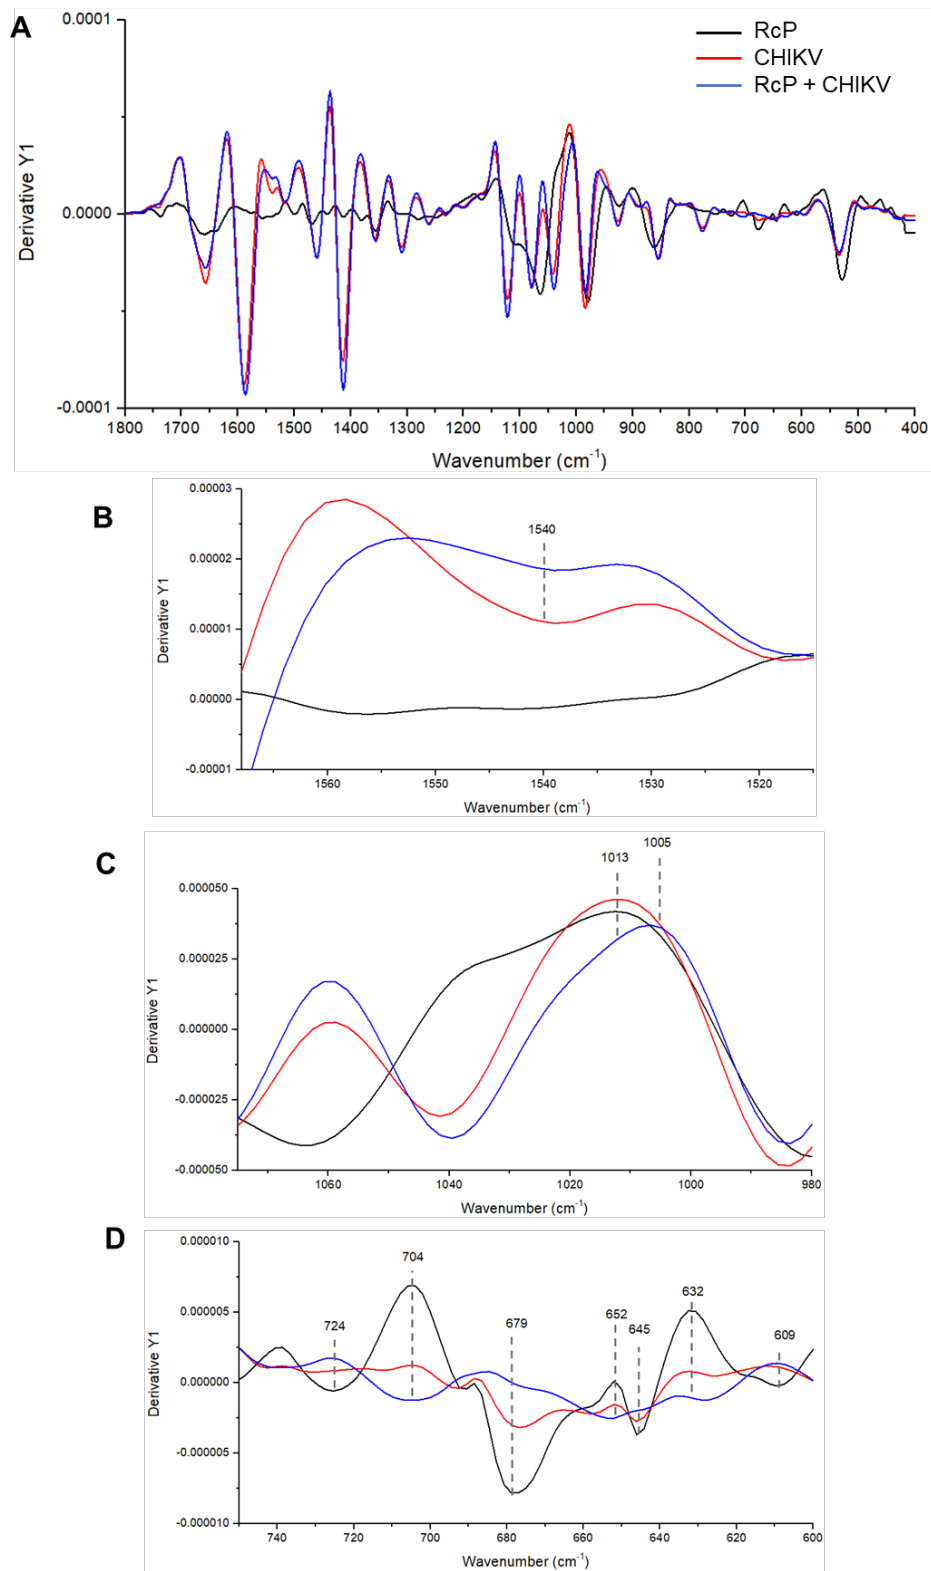 A
RcP
CHIKV
RcP + CHIKV
0.0001
0.0000
-0.0001
Derivative Y1
1800 1700 1600 1500 1400 1300 1200 1100 1000 900 800 700 600 500 400
Wavenumber (cm⁻¹)
B
0.00003
0.00002
0.00001
0.00000
-0.00001
Derivative Y1
1540
1560 1550 1540 1530 1520
Wavenumber (cm⁻¹)
C
1013 1005
0.000050
0.000025
0.000000
-0.000025
-0.000050
Derivative Y1
1060 1040 1020 1000 980
Wavenumber (cm⁻¹)
D
0.000010
0.000005
0.000000
-0.000005
-0.000010
Derivative Y1
724 704 679 652 645 632 609
740 720 700 680 660 640 620 600
Wavenumber (cm⁻¹)